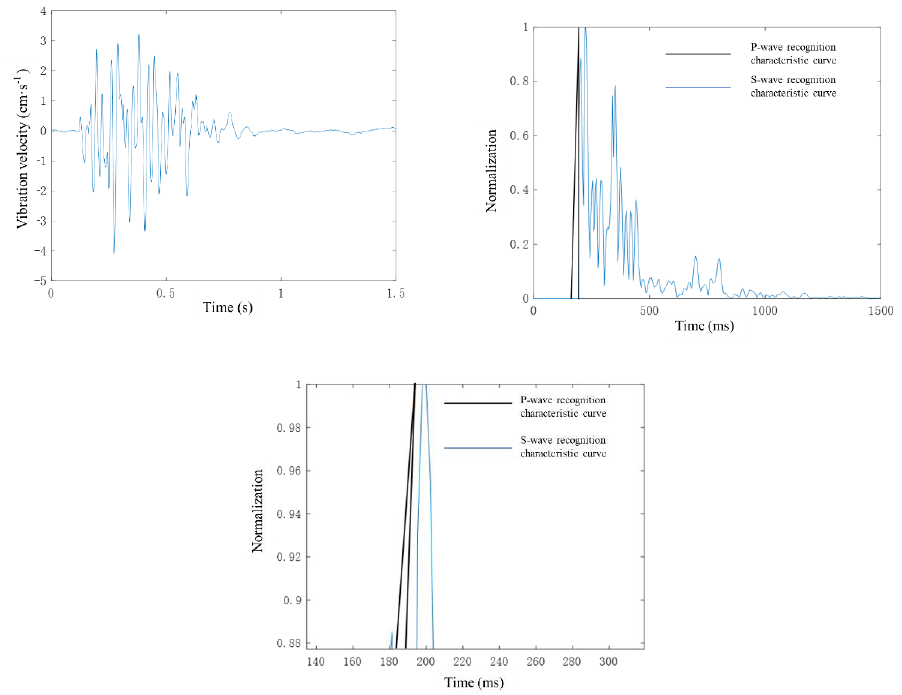 4
3
2
1
0
-1
-2
-3
-4
-5
Vibration velocity (cm·s⁻¹)
0
0.5
1
1.5
Time (s)
1
0.8
0.6
0.4
0.2
0
Normalization
P-wave recognition
characteristic curve
S-wave recognition
characteristic curve
0
500
1000
1500
Time (ms)
1
0.98
0.96
0.94
0.92
0.9
0.88
Normalization
P-wave recognition
characteristic curve
S-wave recognition
characteristic curve
140
160
180
200
220
240
260
280
300
Time (ms)